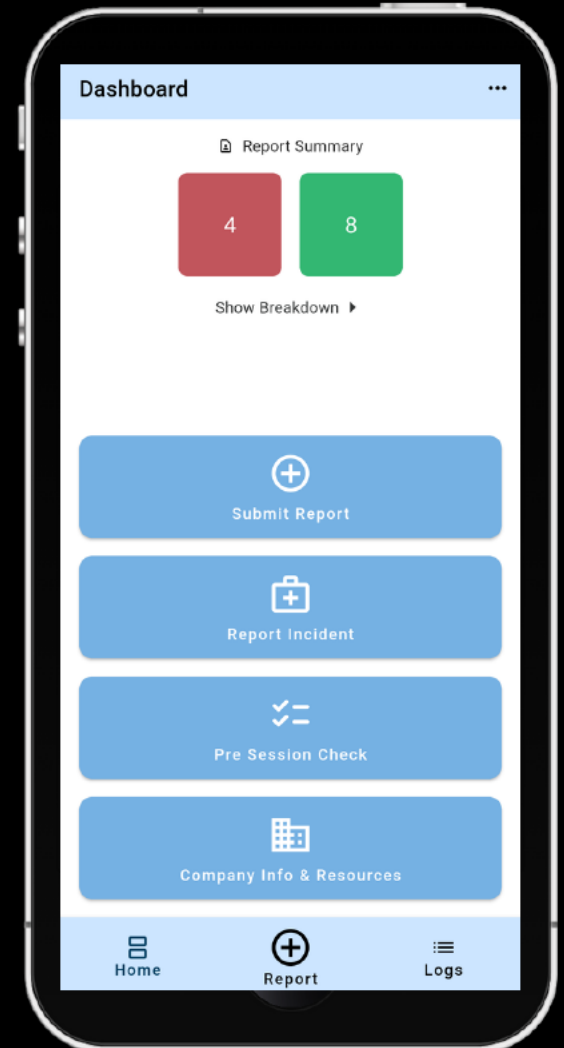 Dashboard
Report Summary
4 8
Show Breakdown
Submit Report
Report Incident
Pre Session Check
Company Info & Resources
Home Report Logs